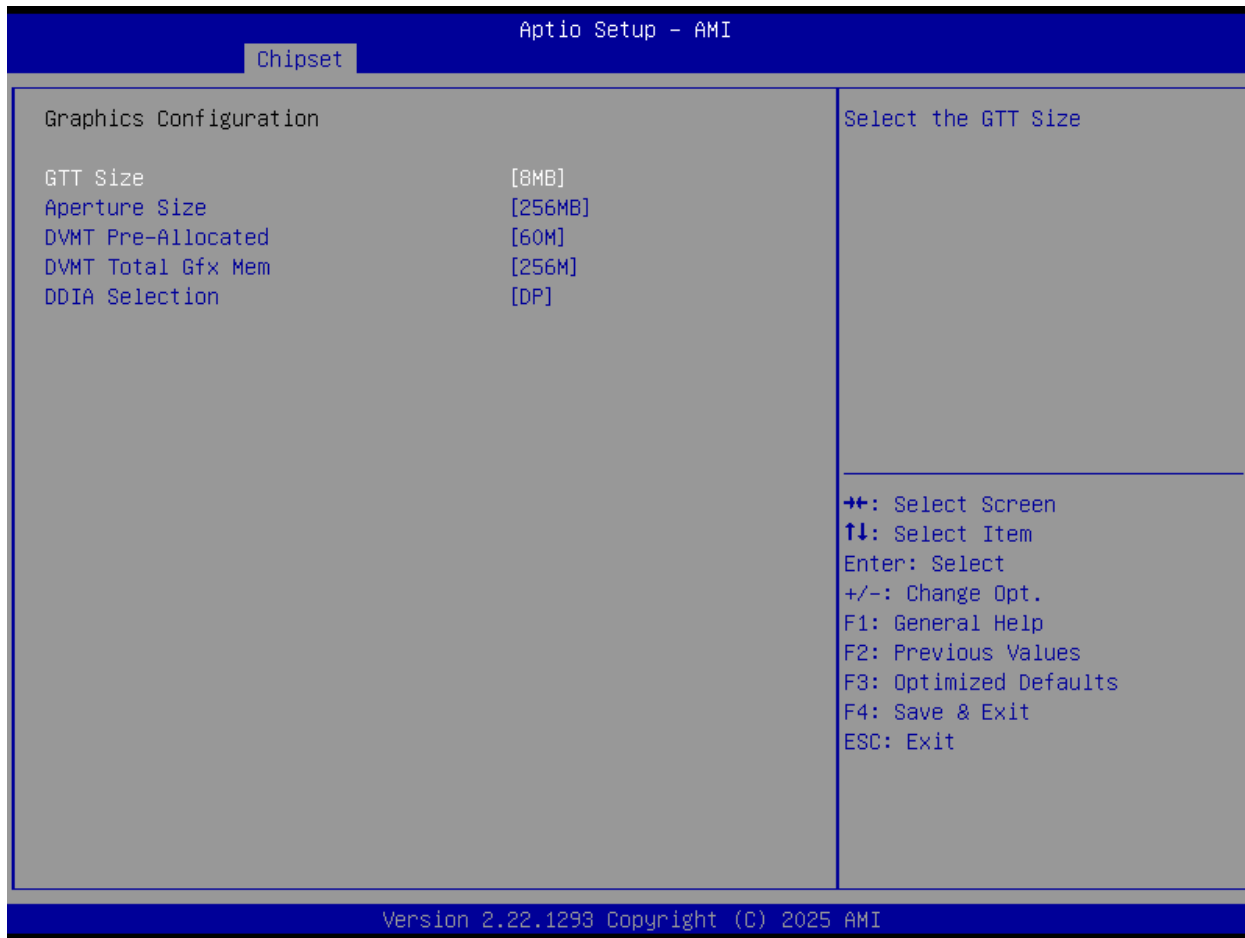 Aptio Setup – AMI
Chipset
Graphics Configuration
GTT Size [8MB]
Aperture Size [256MB]
DVMT Pre-Allocated [60M]
DVMT Total Gfx Mem [256M]
DDIA Selection [DP]
Select the GTT Size
→←: Select Screen
↑↓: Select Item
Enter: Select
+/-: Change Opt.
F1: General Help
F2: Previous Values
F3: Optimized Defaults
F4: Save & Exit
ESC: Exit
Version 2.22.1293 Copyright (C) 2025 AMI